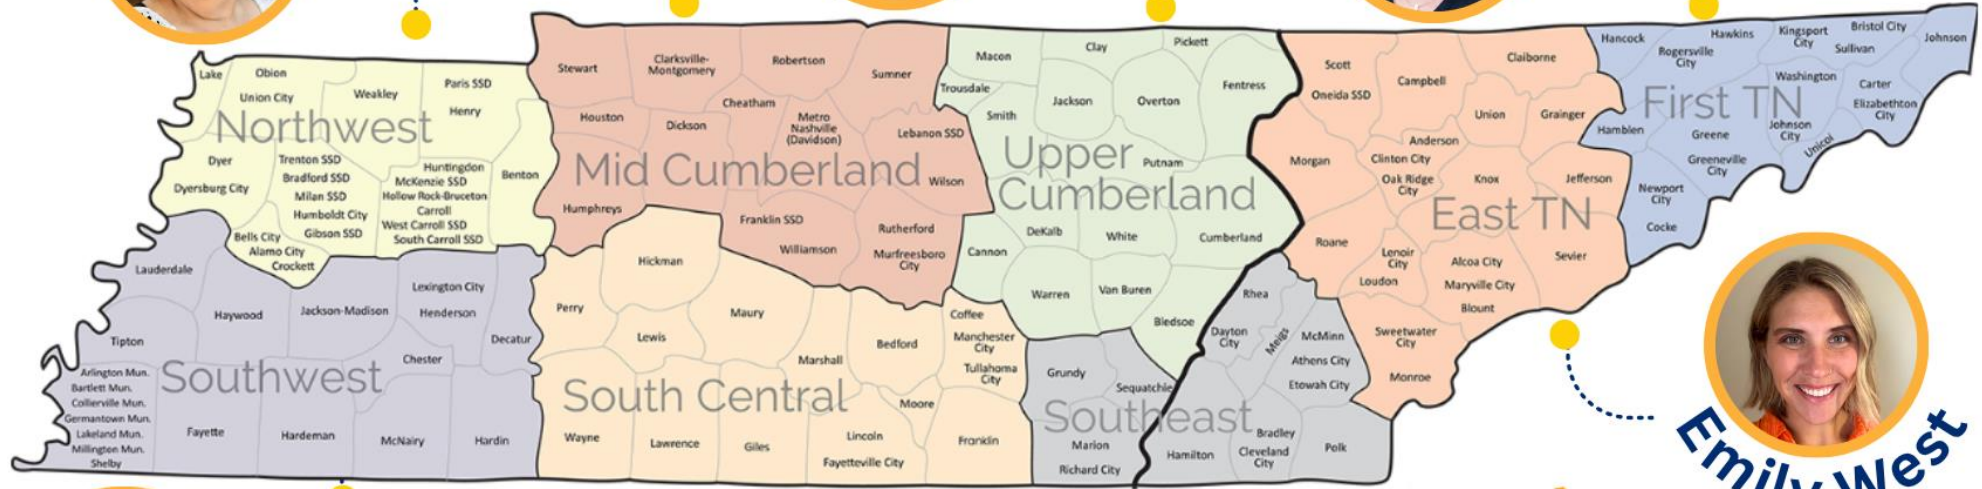 Northwest
Lake
Obion
Union City
Weakley
Paris SSD
Henry
Dyer
Dyersburg City
Trenton SSD
Bradford SSD
Milan SSD
Humboldt City
Gibson SSD
Huntingdon
McKenzie SSD
Hollow Rock-Bruceton
Carroll
West Carroll SSD
South Carroll SSD
Benton
Bells City
Alamo City
Crockett
Southwest
Lauderdale
Tipton
Haywood
Jackson-Madison
Lexington City
Henderson
Decatur
Chester
Arlington Mun.
Bartlett Mun.
Collierville Mun.
Germantown Mun.
Lakeland Mun.
Millington Mun.
Shelby
Fayette
Hardeman
McNairy
Hardin
Mid Cumberland
Stewart
Clarksville-
Montgomery
Robertson
Sumner
Houston
Dickson
Cheatham
Metro
Nashville
(Davidson)
Lebanon SSD
Wilson
Humphreys
Franklin SSD
Williamson
Rutherford
Murfreesboro
City
South Central
Hickman
Perry
Lewis
Maury
Marshall
Bedford
Coffee
Manchester
City
Tullahoma
City
Moore
Wayne
Lawrence
Giles
Lincoln
Fayetteville City
Franklin
Upper
Cumberland
Macon
Clay
Pickett
Trousdale
Smith
Jackson
Overton
Fentress
Putnam
DeKalb
White
Cumberland
Cannon
Warren
Van Buren
Bledsoe
Southeast
Grundy
Sequatchie
Marion
Richard City
Rhea
Dayton
City
Meigs
McMinn
Athens City
Etowah City
Hamilton
Bradley
Cleveland
City
Polk
East TN
Scott
Oneida SSD
Campbell
Claiborne
Union
Grainger
Morgan
Anderson
Clinton City
Oak Ridge
City
Knox
Jefferson
Roane
Lenoir
City
Loudon
Alcoa City
Maryville City
Blount
Sevier
Sweetwater
City
Monroe
First TN
Hancock
Hawkins
Rogersville
City
Kingsport
City
Bristol City
Sullivan
Johnson
Washington
Carter
Elizabethton
City
Hamblen
Greene
Johnson
City
Unicoi
Greeneville
City
Newport
City
Cocke
Emily West